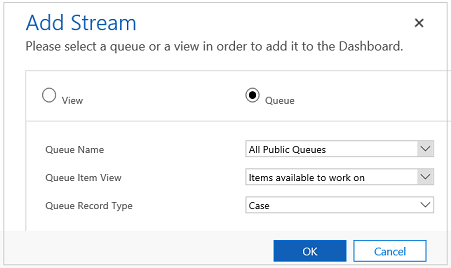 Add Stream
Please select a queue or a view in order to add it to the Dashboard.
View Queue
Queue Name All Public Queues
Queue Item View Items available to work on
Queue Record Type Case
OK Cancel